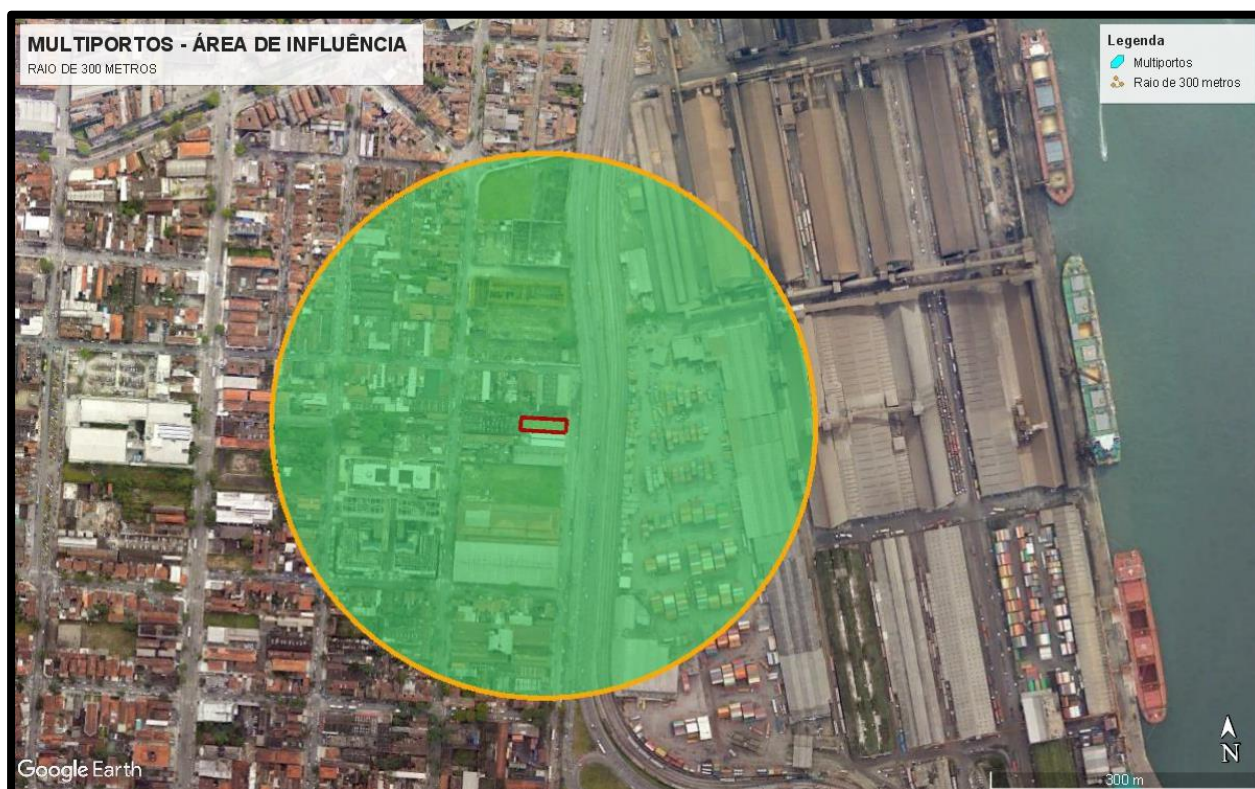 MULTIPORTOS - ÁREA DE INFLUÊNCIA
RAIO DE 300 METROS
Legenda
Multiportos
Raio de 300 metros
Google Earth
N
300 m